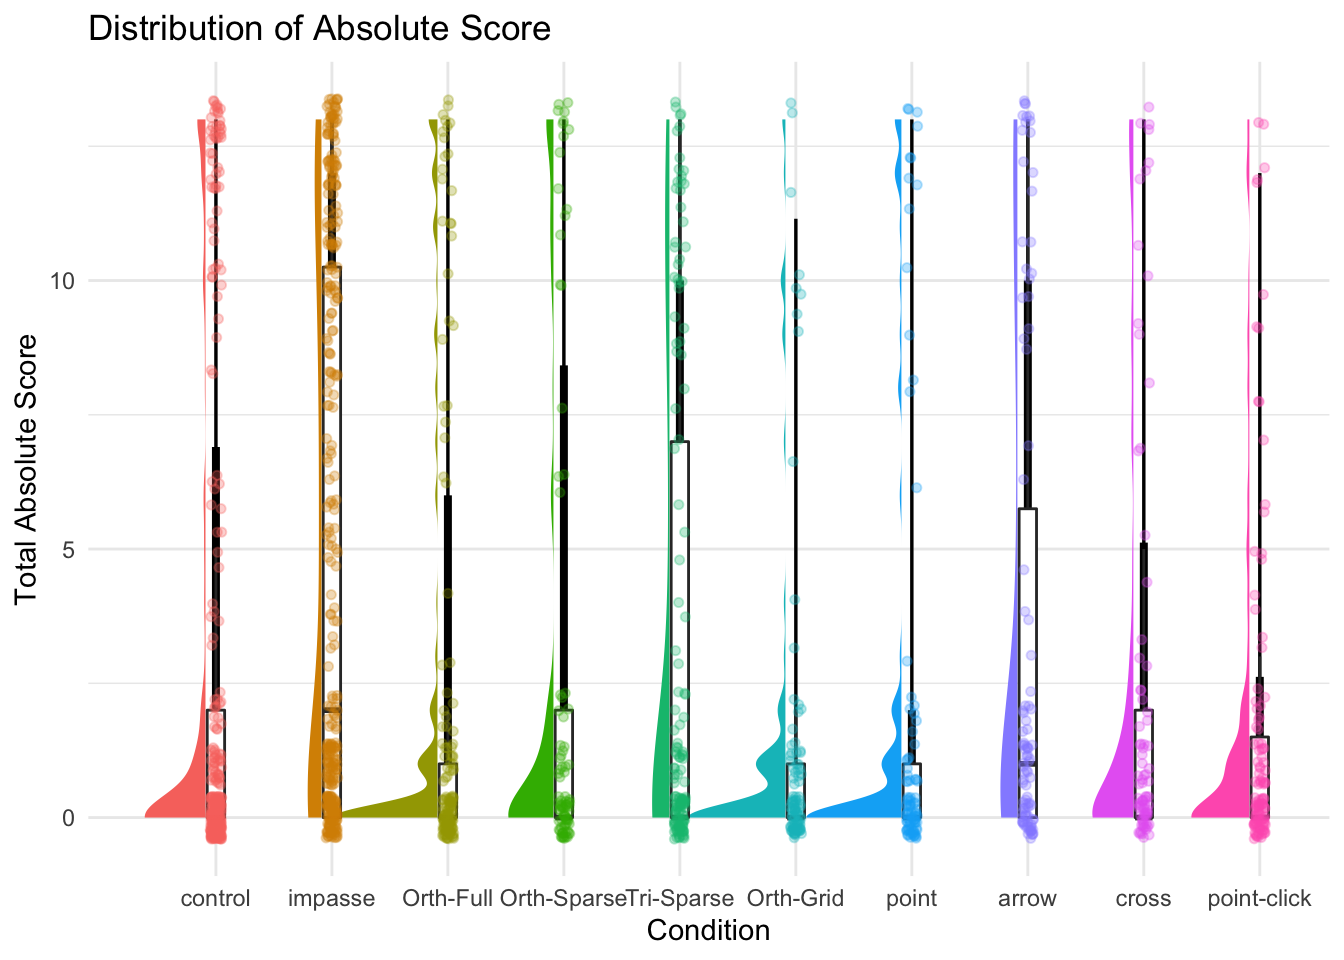 Distribution of Absolute Score
Total Absolute Score
10
5
0
control impasse Orth-Full Orth-Sparse Tri-Sparse Orth-Grid point arrow cross point-click
Condition